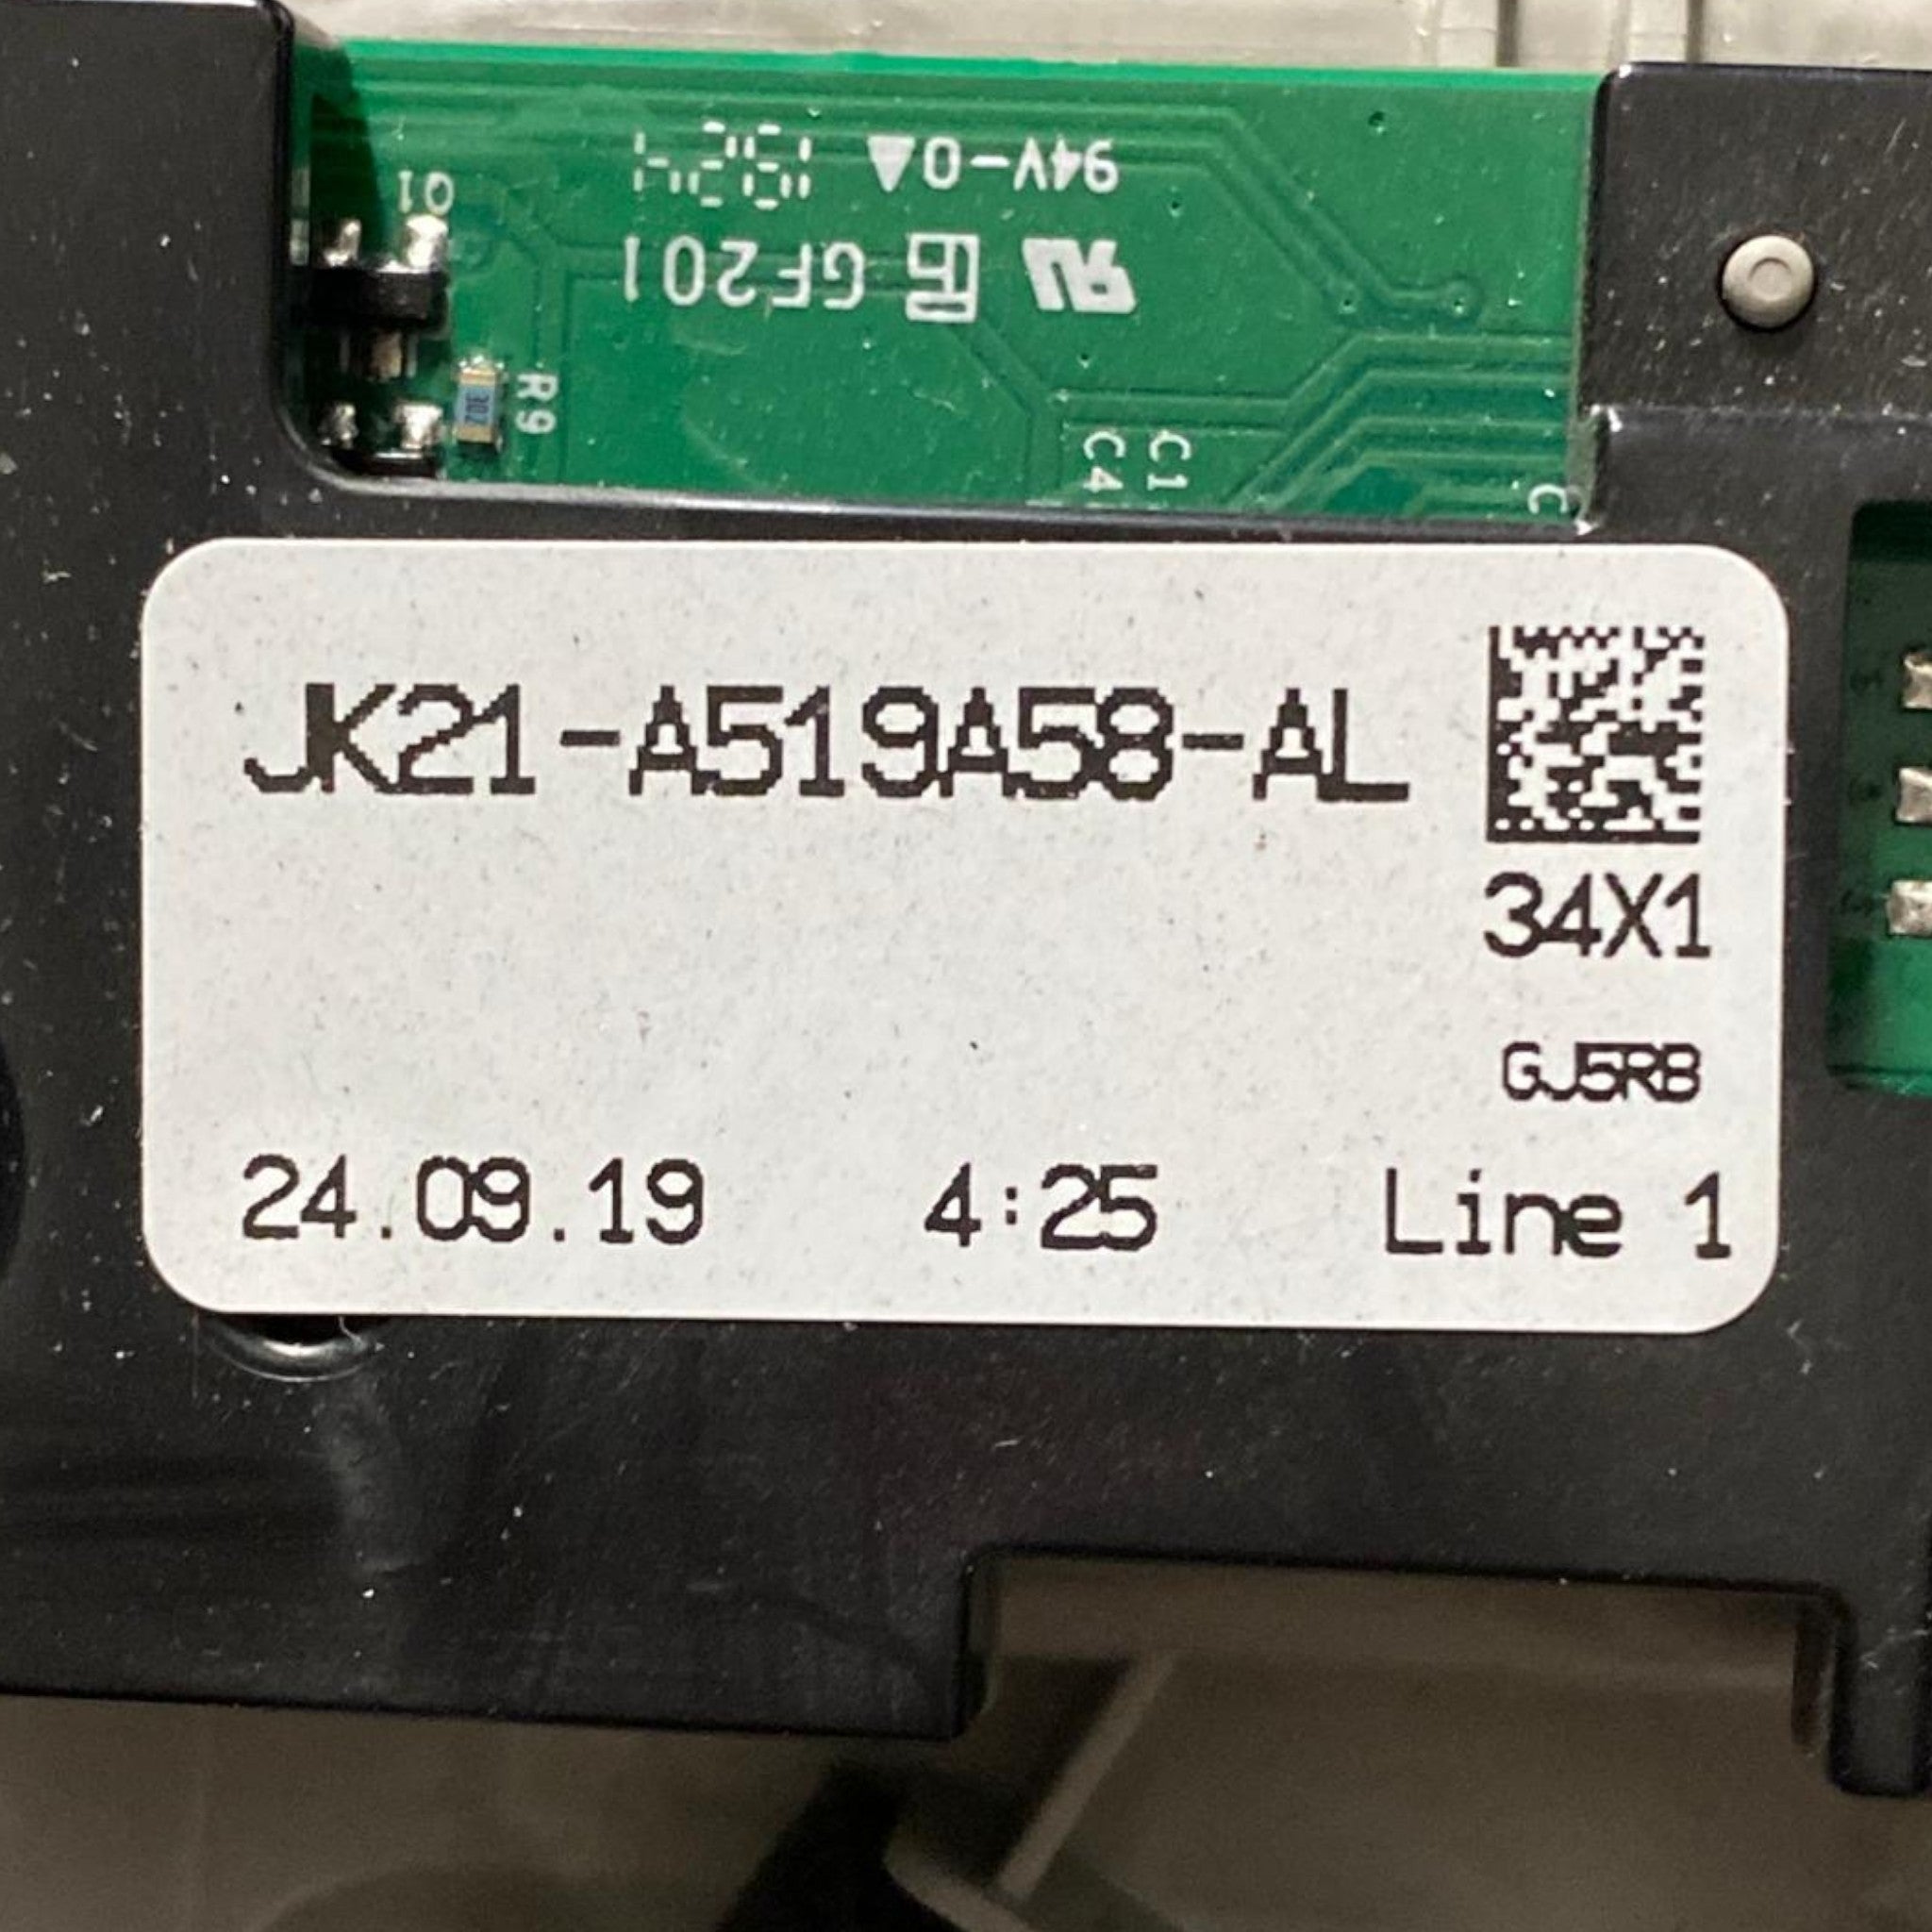 94V-0 1924
GF201
Q1
R9
C1
C4
C
JK21-A519A58-AL
34X1
GJ5RB
24.09.19 4:25 Line 1